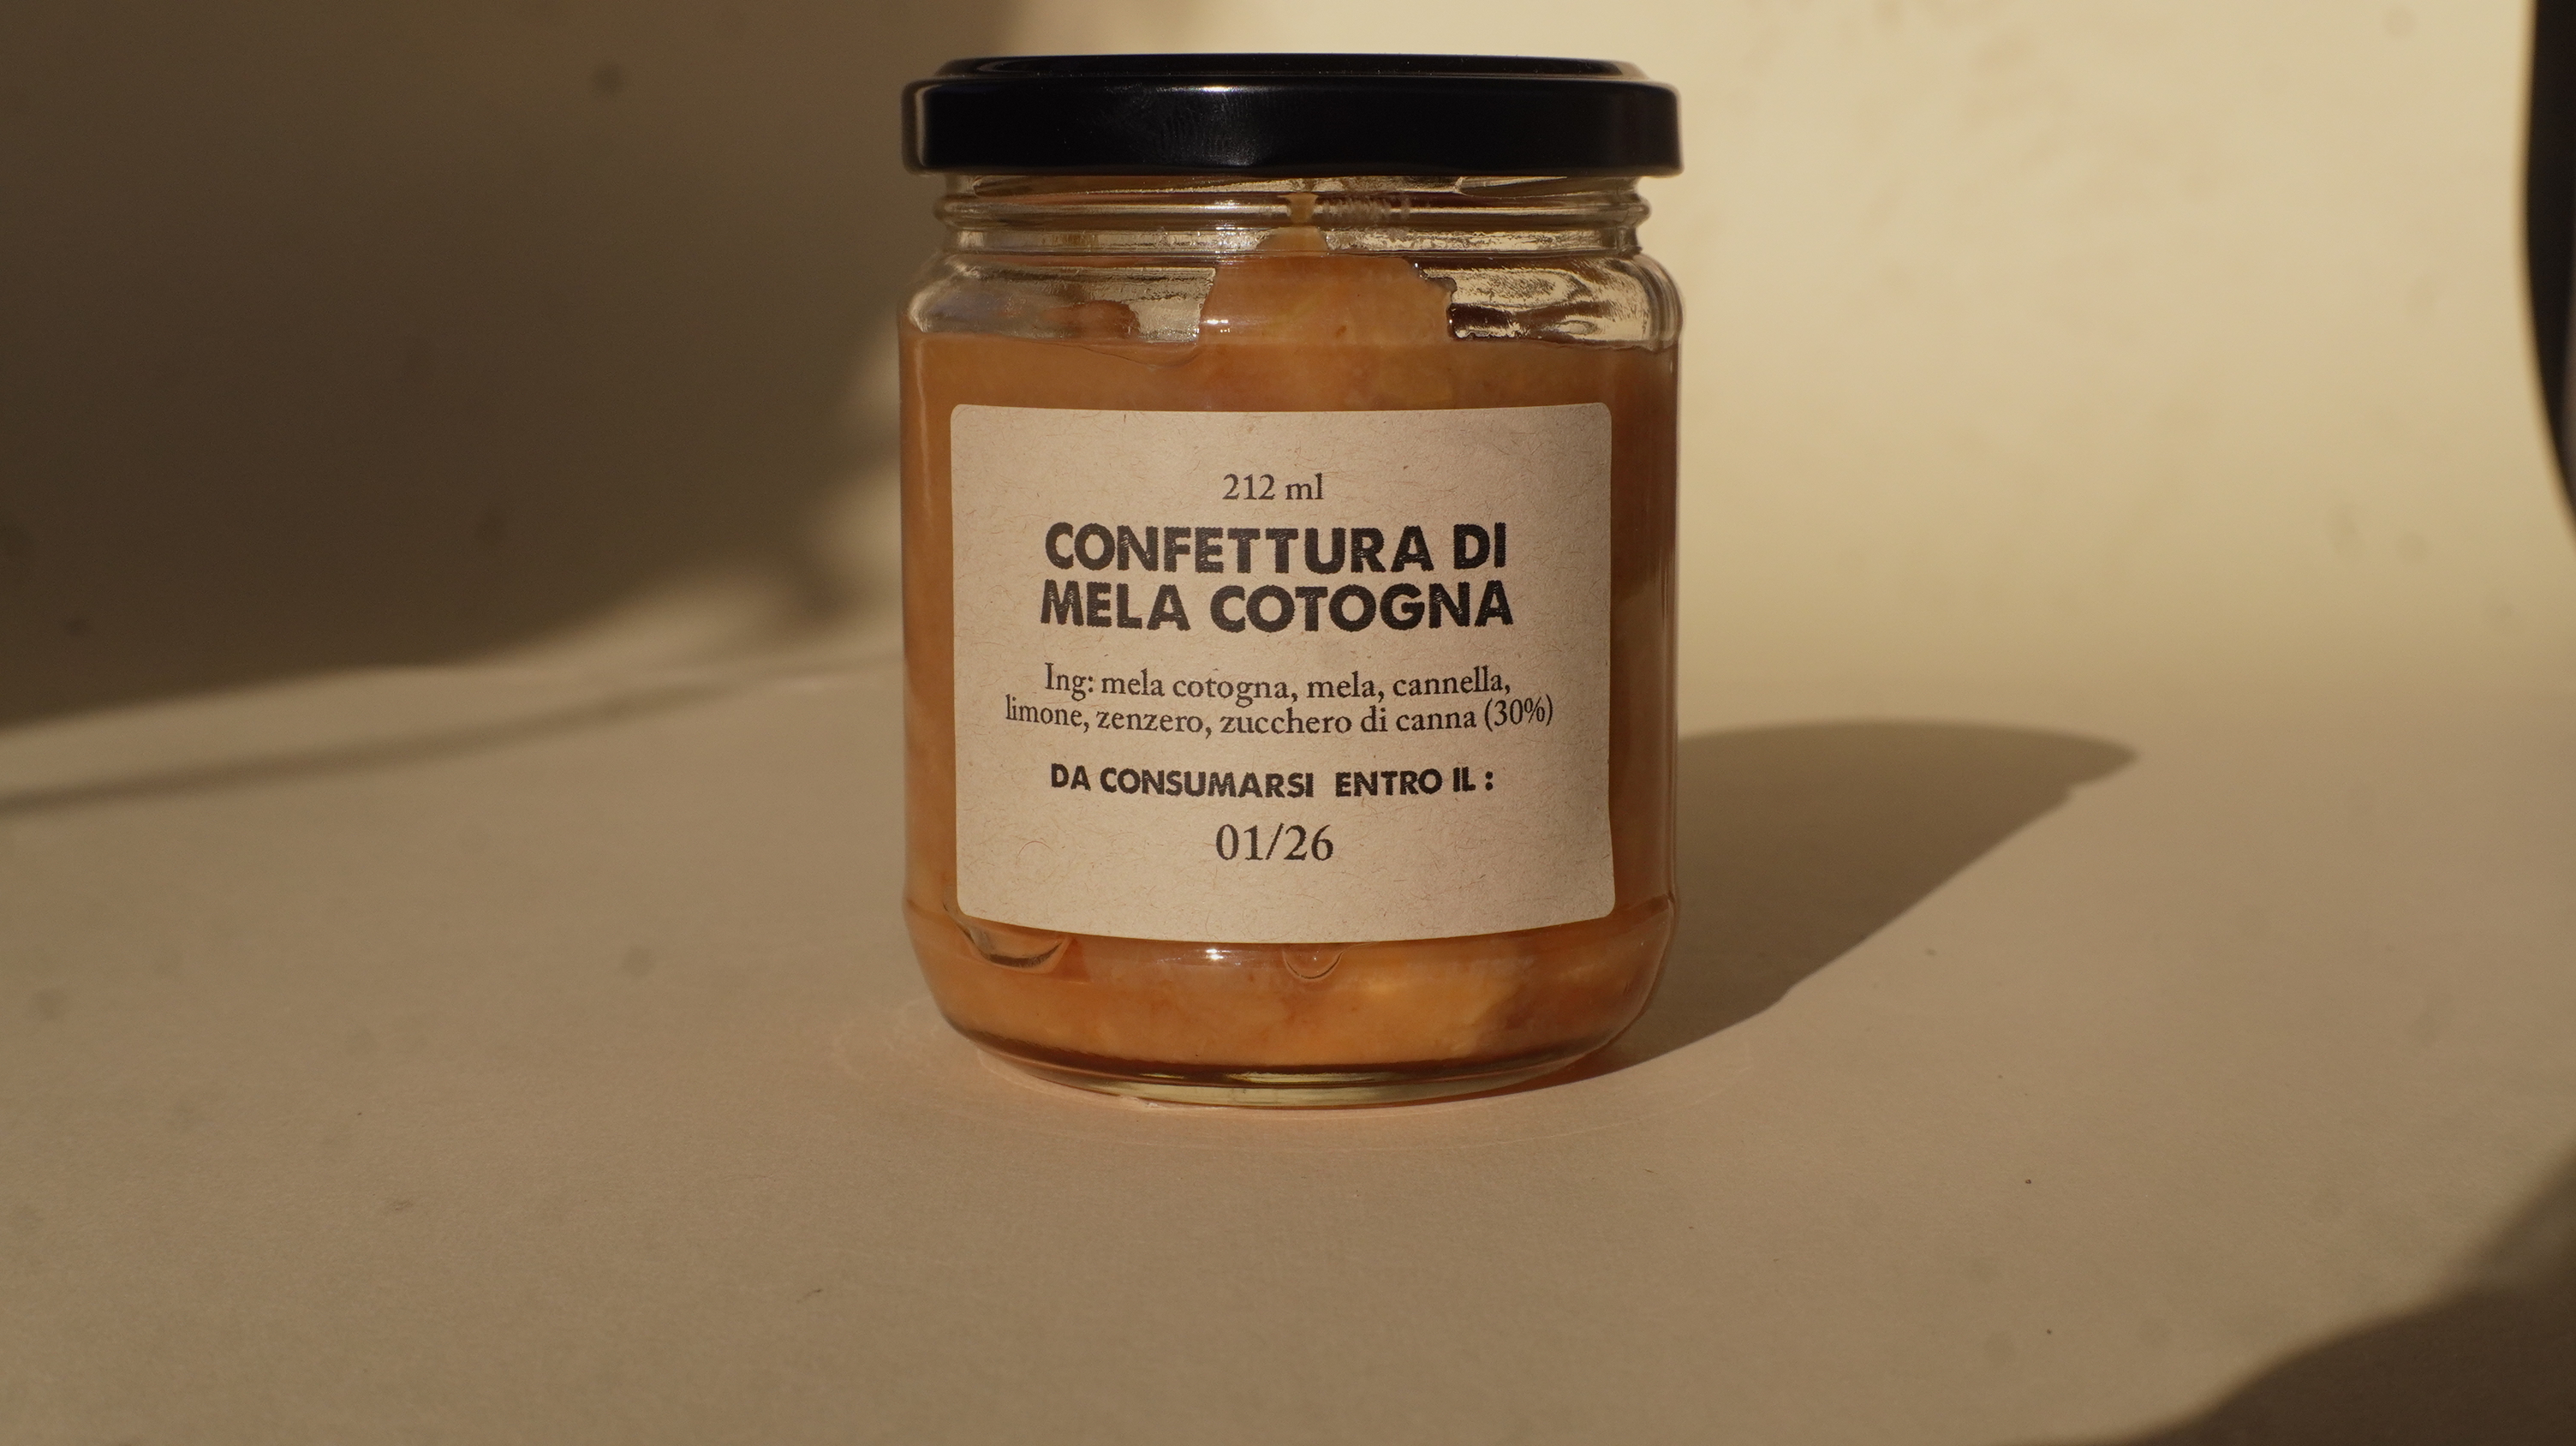 212 ml
CONFETTURA DI
MELA COTOGNA
Ing: mela cotogna, mela, cannella,
limone, zenzero, zucchero di canna (30%)
DA CONSUMARSI ENTRO IL :
01/26